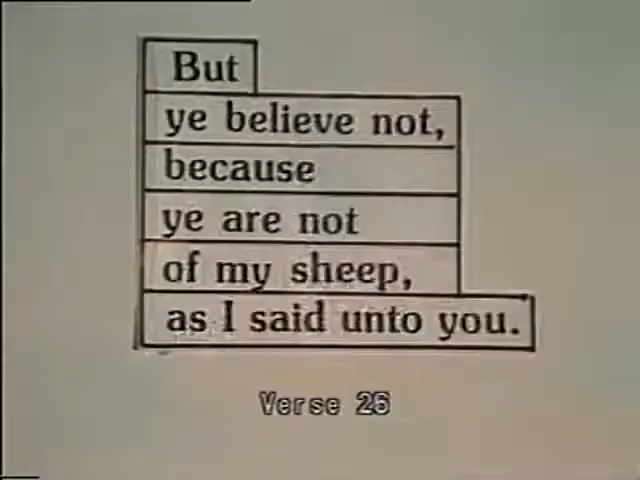 But
ye believe not,
because
ye are not
of my sheep,
as I said unto you.
Verse 26